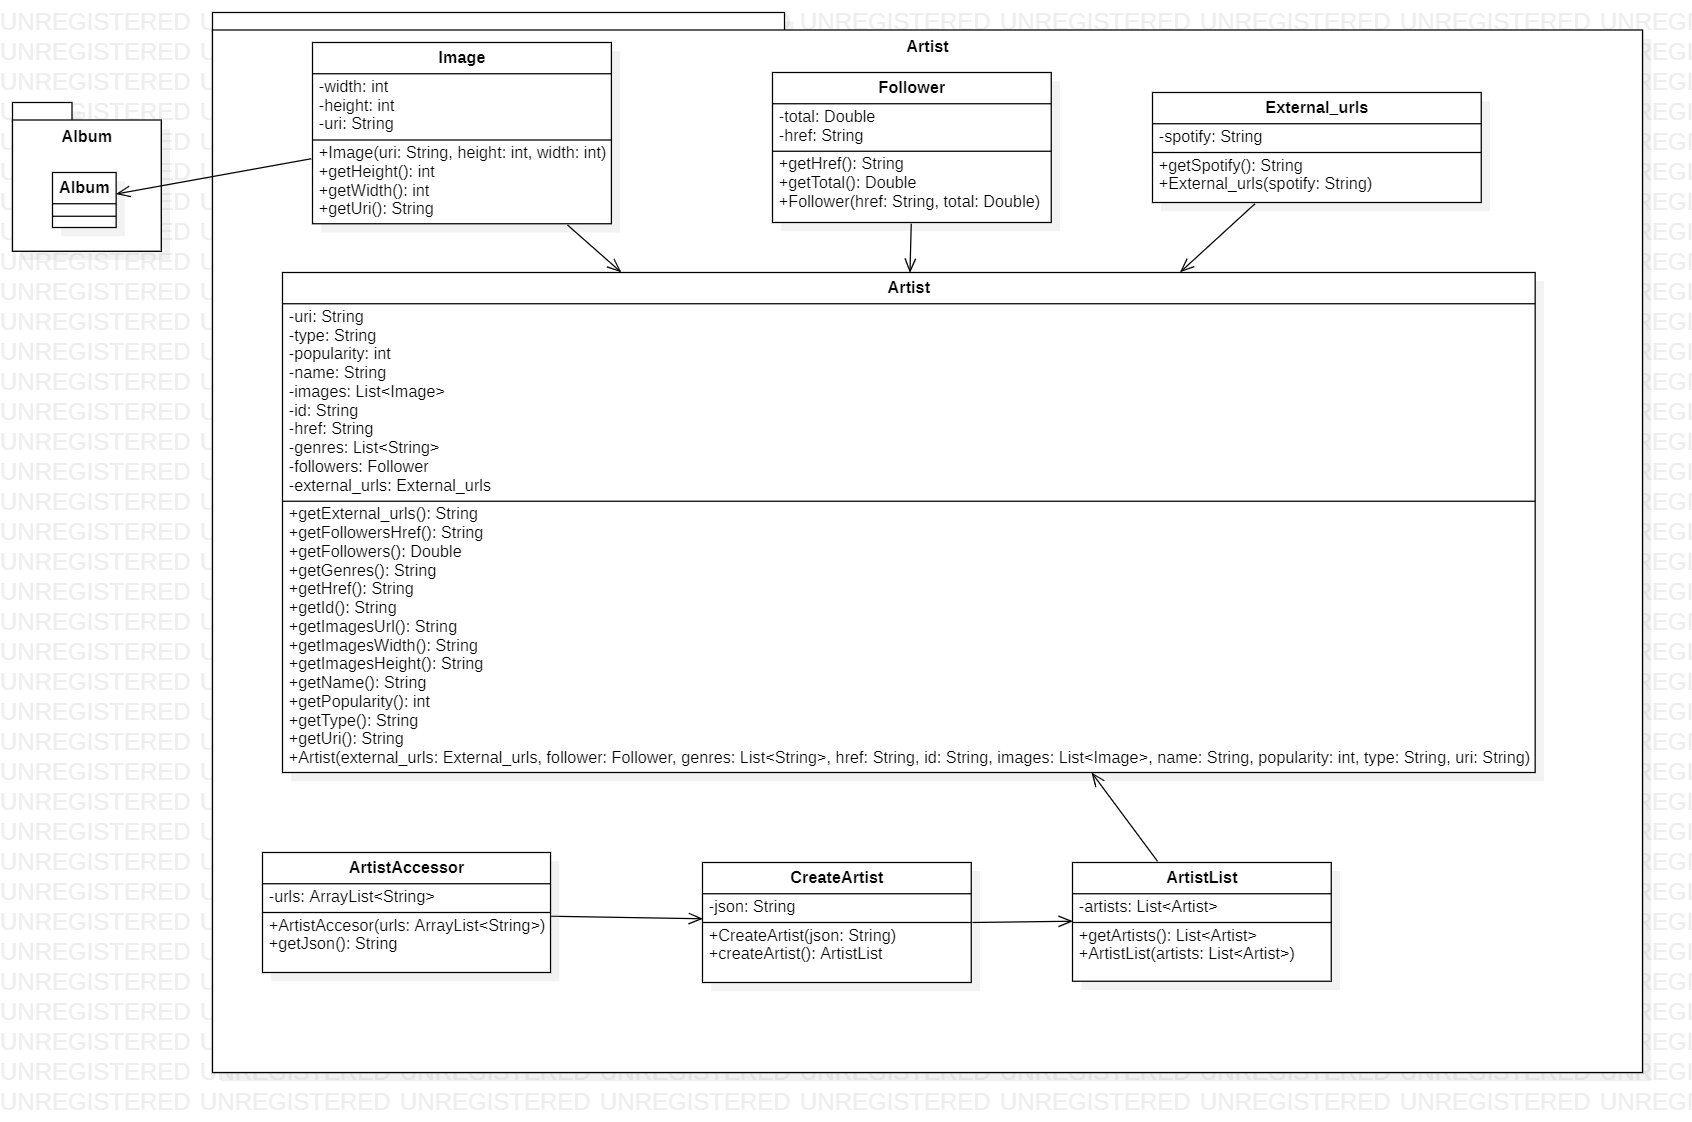 Artist
Image
-width: int
-height: int
-uri: String
+Image(uri: String, height: int, width: int)
+getHeight(): int
+getWidth(): int
+getUri(): String
Follower
-total: Double
-href: String
+getHref(): String
+getTotal(): Double
+Follower(href: String, total: Double)
External_urls
-spotify: String
+getSpotify(): String
+External_urls(spotify: String)
Album
Album
Artist
-uri: String
-type: String
-popularity: int
-name: String
-images: List<Image>
-id: String
-href: String
-genres: List<String>
-followers: Follower
-external_urls: External_urls
+getExternal_urls(): String
+getFollowersHref(): String
+getFollowers(): Double
+getGenres(): String
+getHref(): String
+getId(): String
+getImagesUrl(): String
+getImagesWidth(): String
+getImagesHeight(): String
+getName(): String
+getPopularity(): int
+getType(): String
+getUri(): String
+Artist(external_urls: External_urls, follower: Follower, genres: List<String>, href: String, id: String, images: List<Image>, name: String, popularity: int, type: String, uri: String)
ArtistAccessor
-urls: ArrayList<String>
+ArtistAccesor(urls: ArrayList<String>)
+getJson(): String
CreateArtist
-json: String
+CreateArtist(json: String)
+createArtist(): ArtistList
ArtistList
-artists: List<Artist>
+getArtists(): List<Artist>
+ArtistList(artists: List<Artist>)
UNREGISTERED UNREGISTERED UNREGISTERED UNREGISTERED UNREGISTERED UNREGISTERED UNREGISTERED UNREGISTERED UNREGI